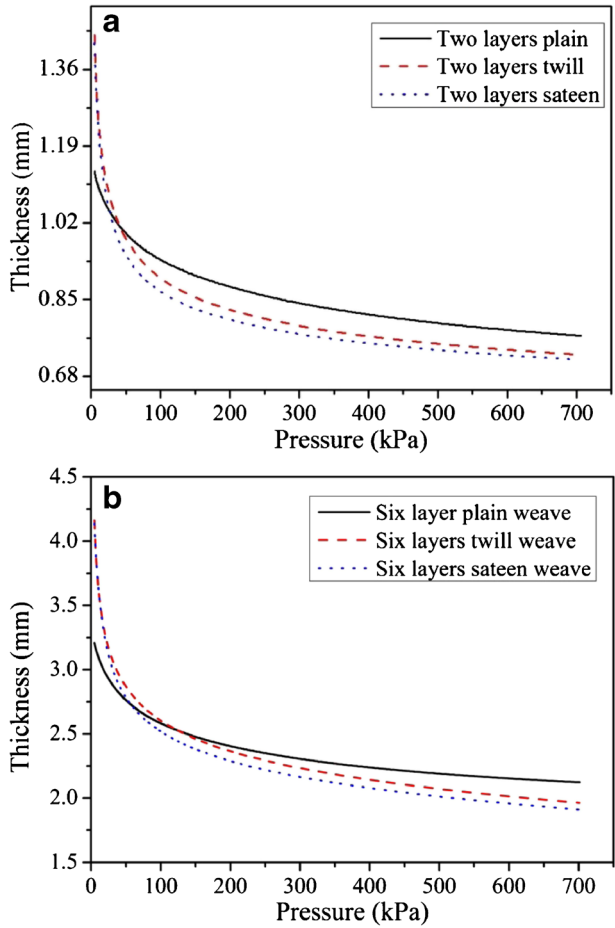 a
Two layers plain
Two layers twill
Two layers sateen
1.36
1.19
1.02
0.85
0.68
Thickness (mm)
0 100 200 300 400 500 600 700
Pressure (kPa)
b
Six layer plain weave
Six layers twill weave
Six layers sateen weave
4.5
4.0
3.5
3.0
2.5
2.0
1.5
Thickness (mm)
0 100 200 300 400 500 600 700
Pressure (kPa)